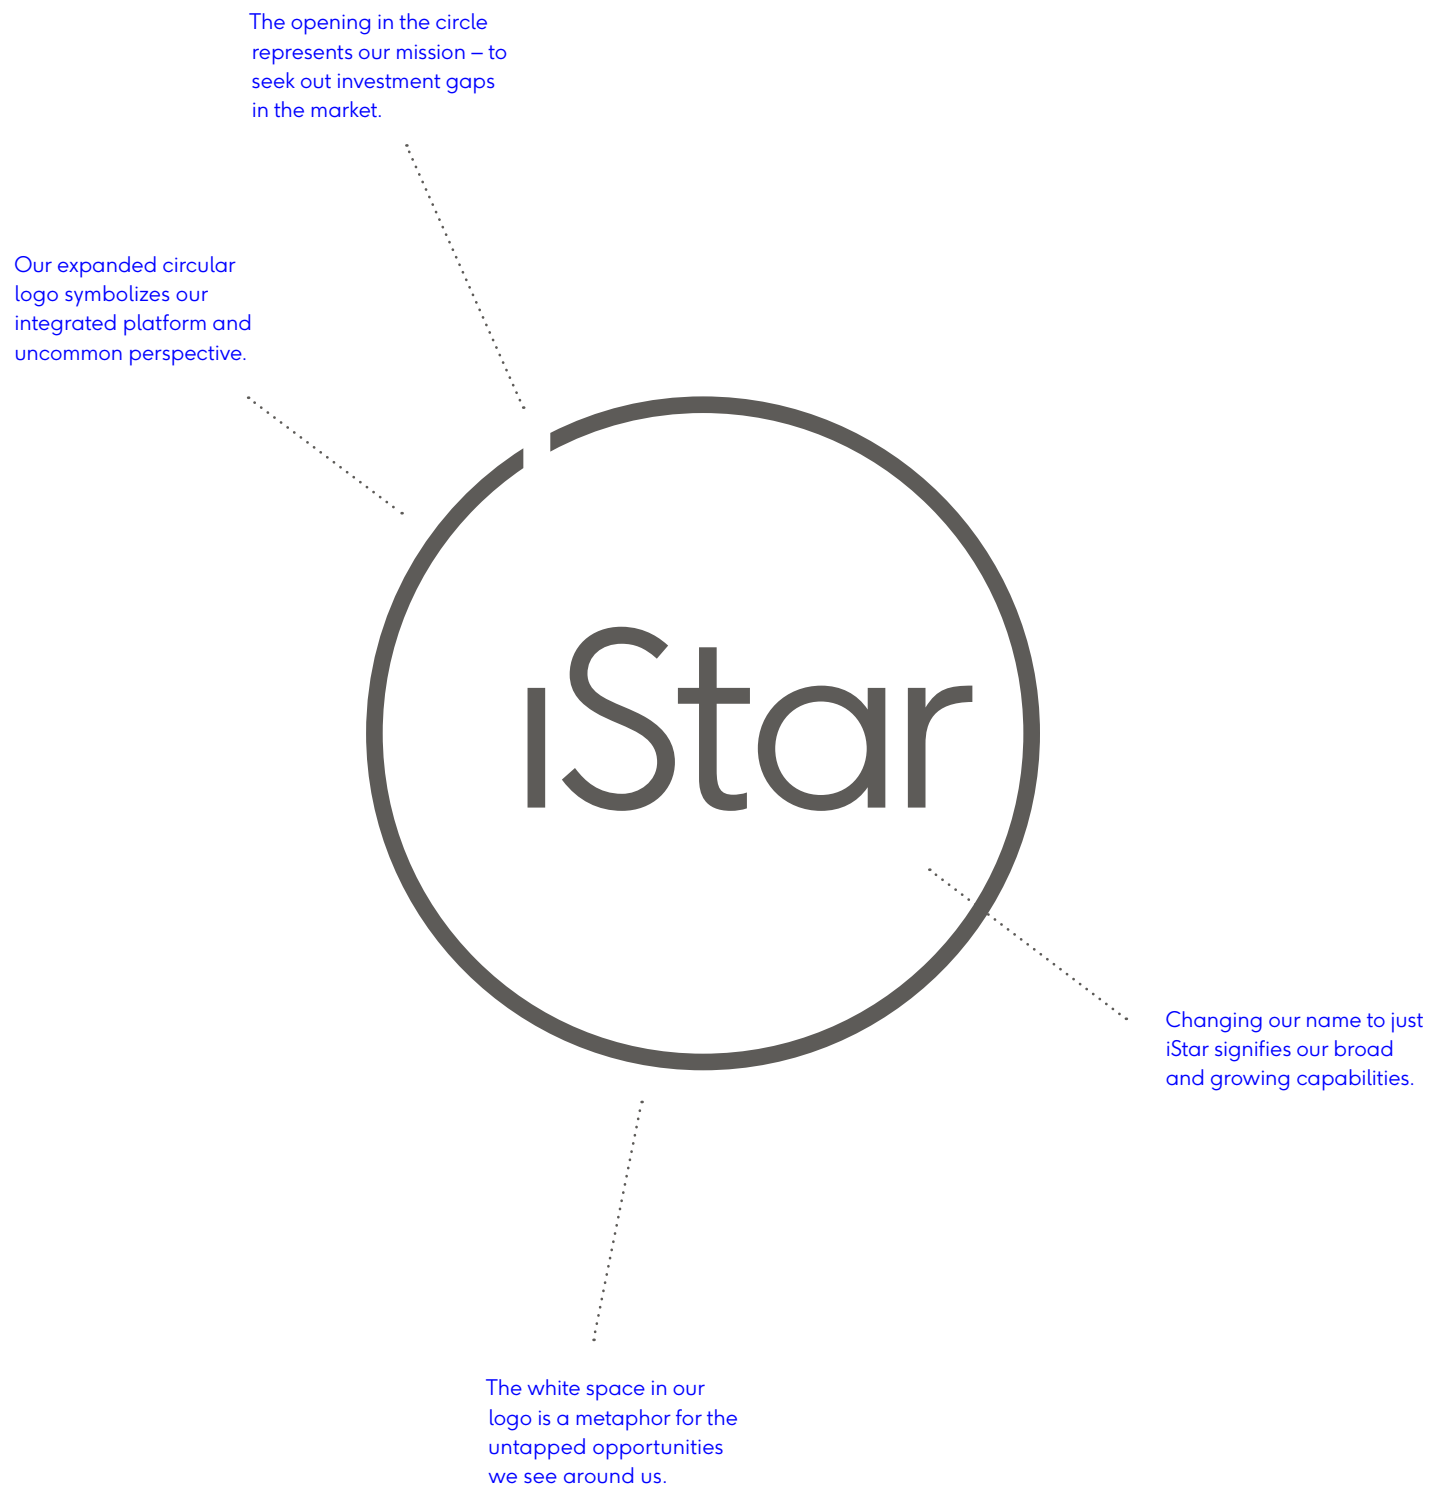 The opening in the circle
represents our mission – to
seek out investment gaps
in the market.
Our expanded circular
logo symbolizes our
integrated platform and
uncommon perspective.
iStar
Changing our name to just
iStar signifies our broad
and growing capabilities.
The white space in our
logo is a metaphor for the
untapped opportunities
we see around us.